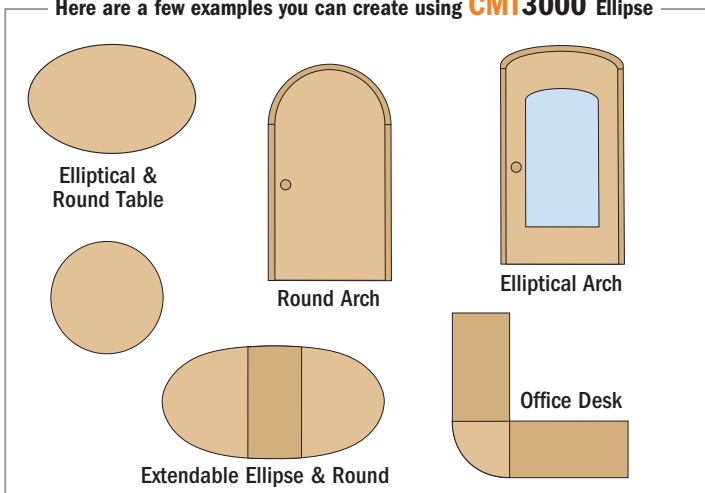 Here are a few examples you can create using CMT3000 Ellipse
Elliptical &
Round Table
Round Arch
Elliptical Arch
Office Desk
Extendable Ellipse & Round